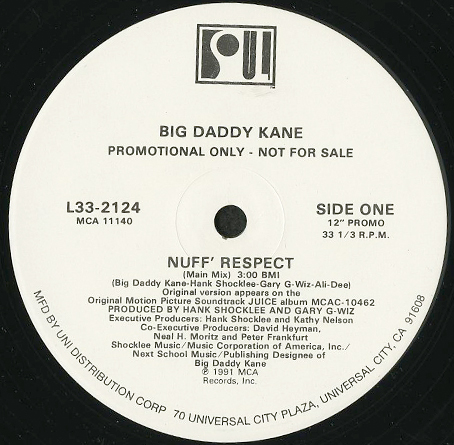 SOUL
BIG DADDY KANE
PROMOTIONAL ONLY - NOT FOR SALE
L33-2124
MCA 11140
SIDE ONE
12" PROMO
33 1/3 R.P.M.
NUFF' RESPECT
(Main Mix) 3:00 BMI
(Big Daddy Kane-Hank Shocklee-Gary G-Wiz-Ali-Dee)
Original version appears on the
Original Motion Picture Soundtrack JUICE album MCAC-10462
PRODUCED BY HANK SHOCKLEE AND GARY G-WIZ
Executive Producers: Hank Shocklee and Kathy Nelson
Co-Executive Producers: David Heyman,
Neal H. Moritz and Peter Frankfurt
Shocklee Music/Music Corporation of America, Inc./
Next School Music/Publishing Designee of
Big Daddy Kane
℗ 1991 MCA
Records, Inc.
MFD BY UNI DISTRIBUTION CORP 70 UNIVERSAL CITY PLAZA, UNIVERSAL CITY, CA 91608